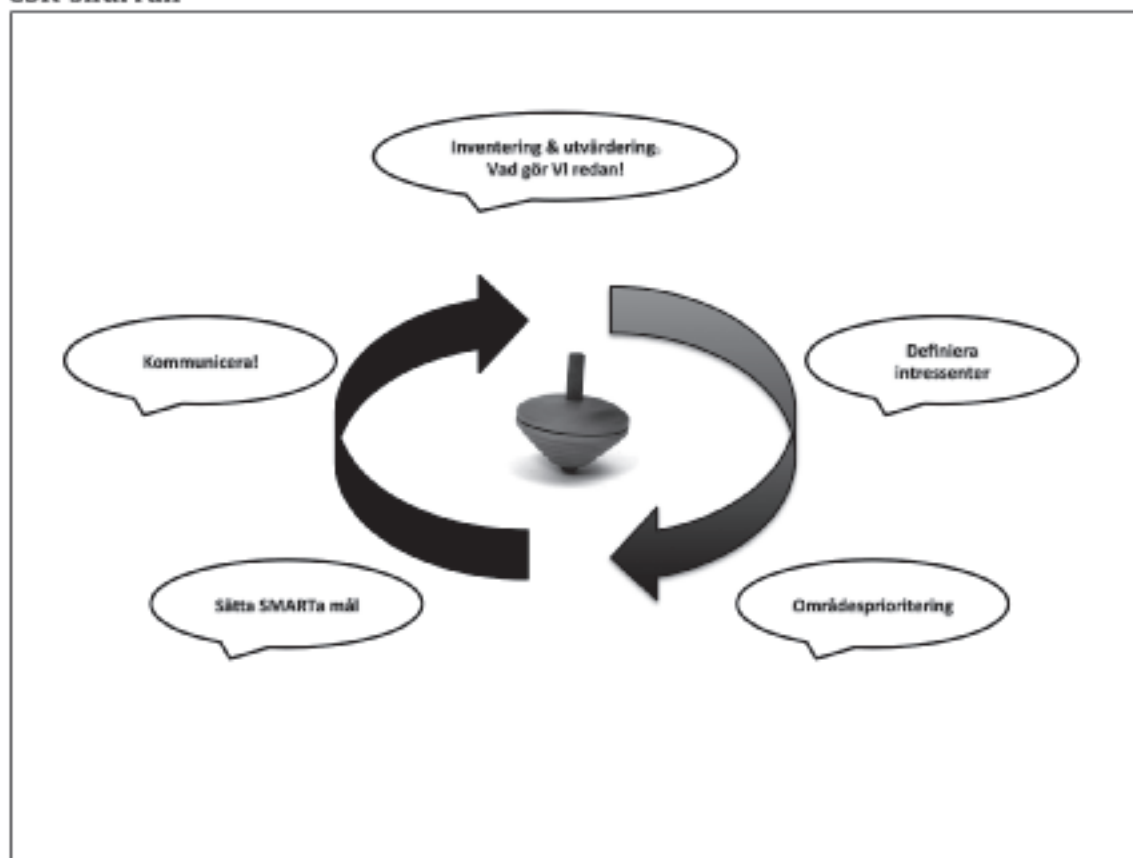 Inventering & utvärdering.
Vad gör VI redan!
Kommunicera!
Definiera
intressenter
Sätta SMARTa mål
Områdesprioritering